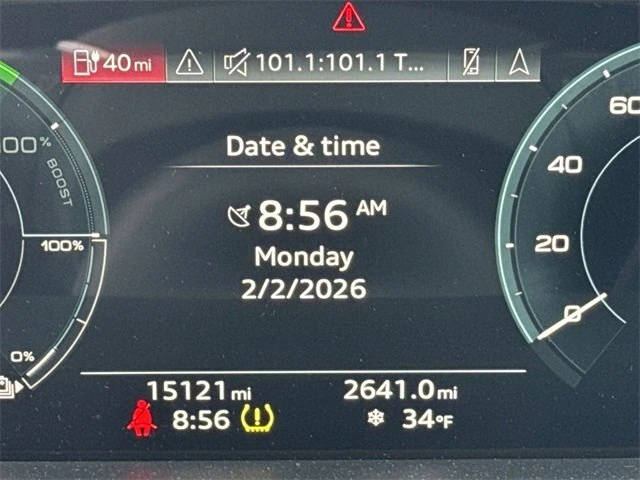 40 mi
101.1:101.1 T...
Date & time
8:56 AM
Monday
2/2/2026
100%
BOOST
100%
0%
60
40
20
0
15121 mi
2641.0 mi
8:56
34°F